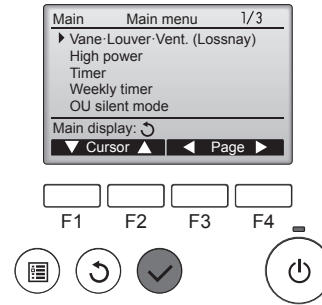 Main Main menu 1/3
Vane·Louver·Vent. (Lossnay)
High power
Timer
Weekly timer
OU silent mode
Main display:
Cursor Page
F1 F2 F3 F4